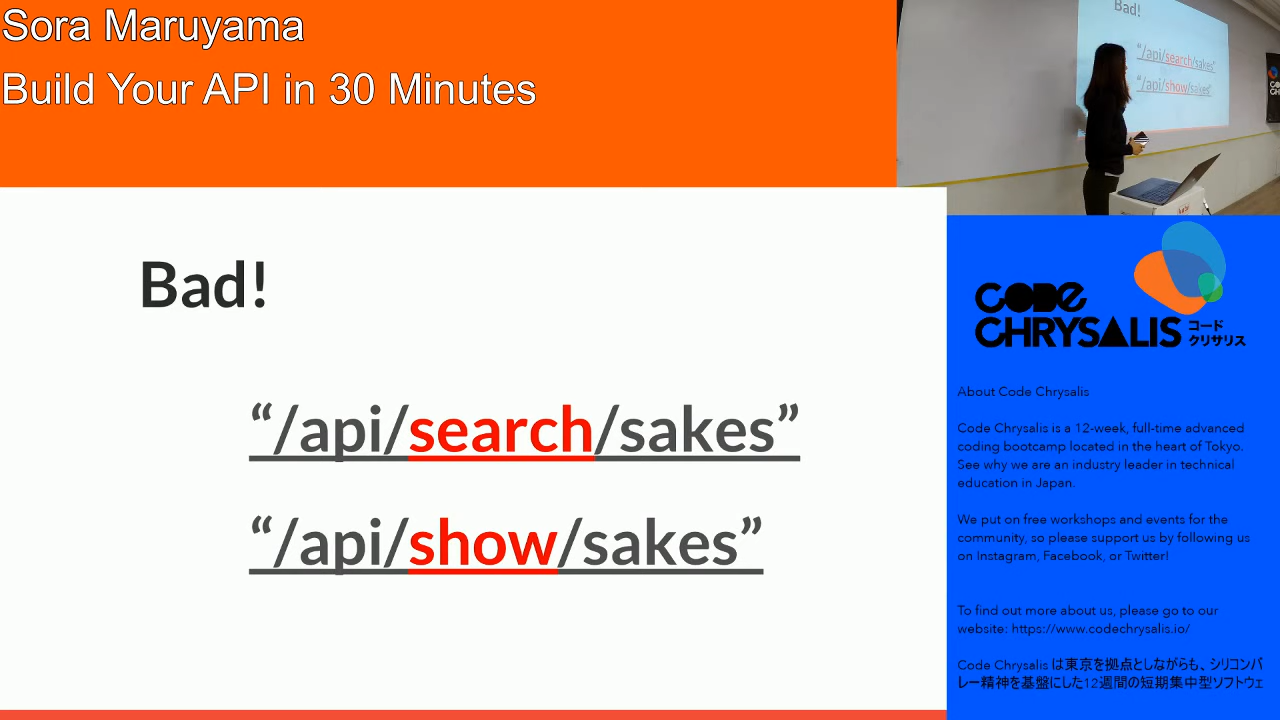 Sora Maruyama
Build Your API in 30 Minutes
Bad!
“/api/search/sakes”
“/api/show/sakes”
Bad!
“/api/search/sakes”
“/api/show/sakes”
CODE
CHRYSALIS
コード
クリサリス
About Code Chrysalis
Code Chrysalis is a 12-week, full-time advanced
coding bootcamp located in the heart of Tokyo.
See why we are an industry leader in technical
education in Japan.
We put on free workshops and events for the
community, so please support us by following us
on Instagram, Facebook, or Twitter!
To find out more about us, please go to our
website: https://www.codechrysalis.io/
Code Chrysalis は東京を拠点としながらも、シリコンバ
レー精神を基盤にした12週間の短期集中型ソフトウェ